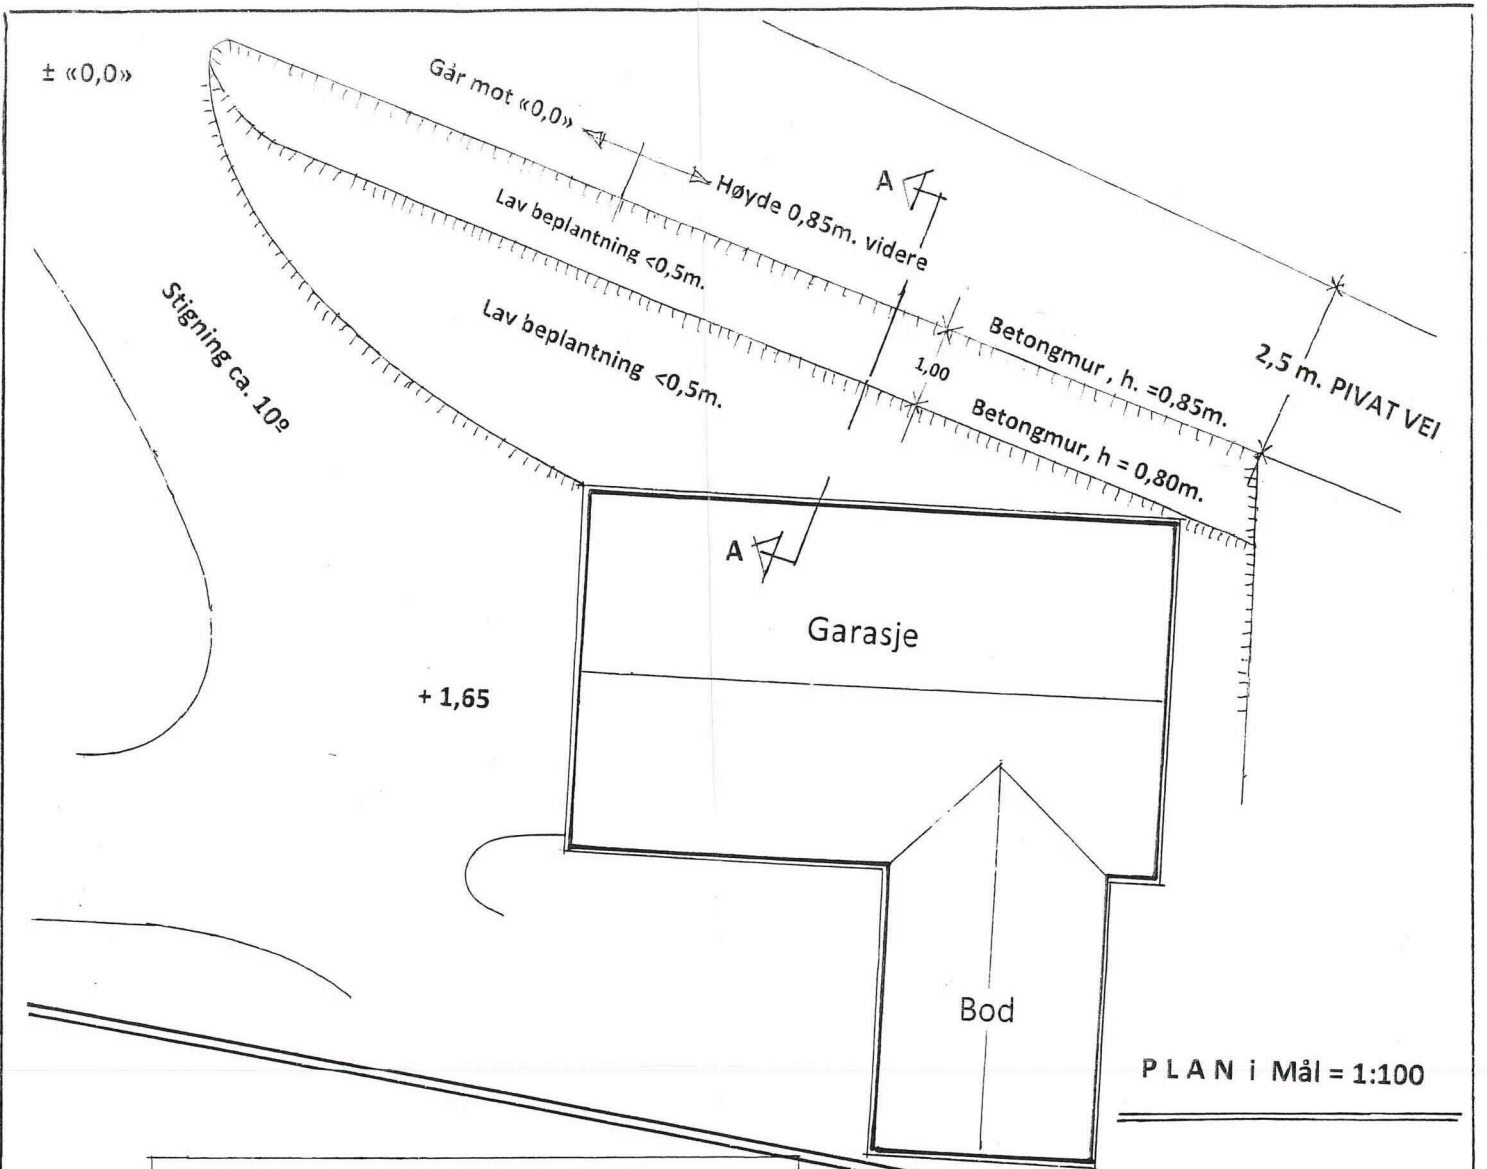 ± «0,0»
Går mot «0,0»
Høyde 0,85m. videre
A
Lav beplantning <0,5m.
Lav beplantning <0,5m.
Stigning ca. 10º
1,00
Betongmur , h. =0,85m.
Betongmur, h = 0,80m.
2,5 m. PIVAT VEI
A
Garasje
+ 1,65
Bod
PLAN i Mål = 1:100